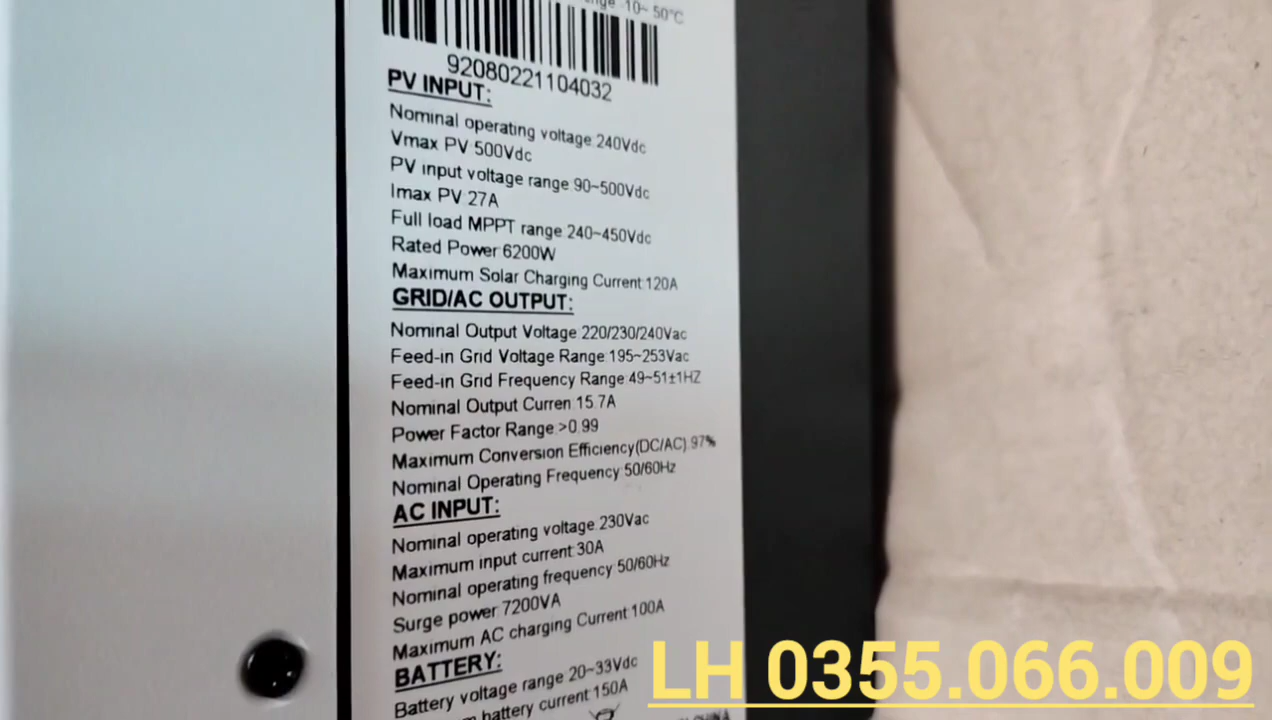 10~ 50°C
92080221104032
PV INPUT:
Nominal operating voltage:240Vdc
Vmax PV:500Vdc
PV input voltage range:90~500Vdc
Imax PV:27A
Full load MPPT range:240~450Vdc
Rated Power:6200W
Maximum Solar Charging Current:120A
GRID/AC OUTPUT:
Nominal Output Voltage:220/230/240Vac
Feed-in Grid Voltage Range:195~253Vac
Feed-in Grid Frequency Range:49~51±1HZ
Nominal Output Curren:15.7A
Power Factor Range:>0.99
Maximum Conversion Efficiency(DC/AC):97%
Nominal Operating Frequency:50/60Hz
AC INPUT:
Nominal operating voltage:230Vac
Maximum input current:30A
Nominal operating frequency:50/60Hz
Surge power:7200VA
Maximum AC charging Current:100A
BATTERY:
Battery voltage range:20~33Vdc
battery current:150A
CHINA
LH 0355.066.009